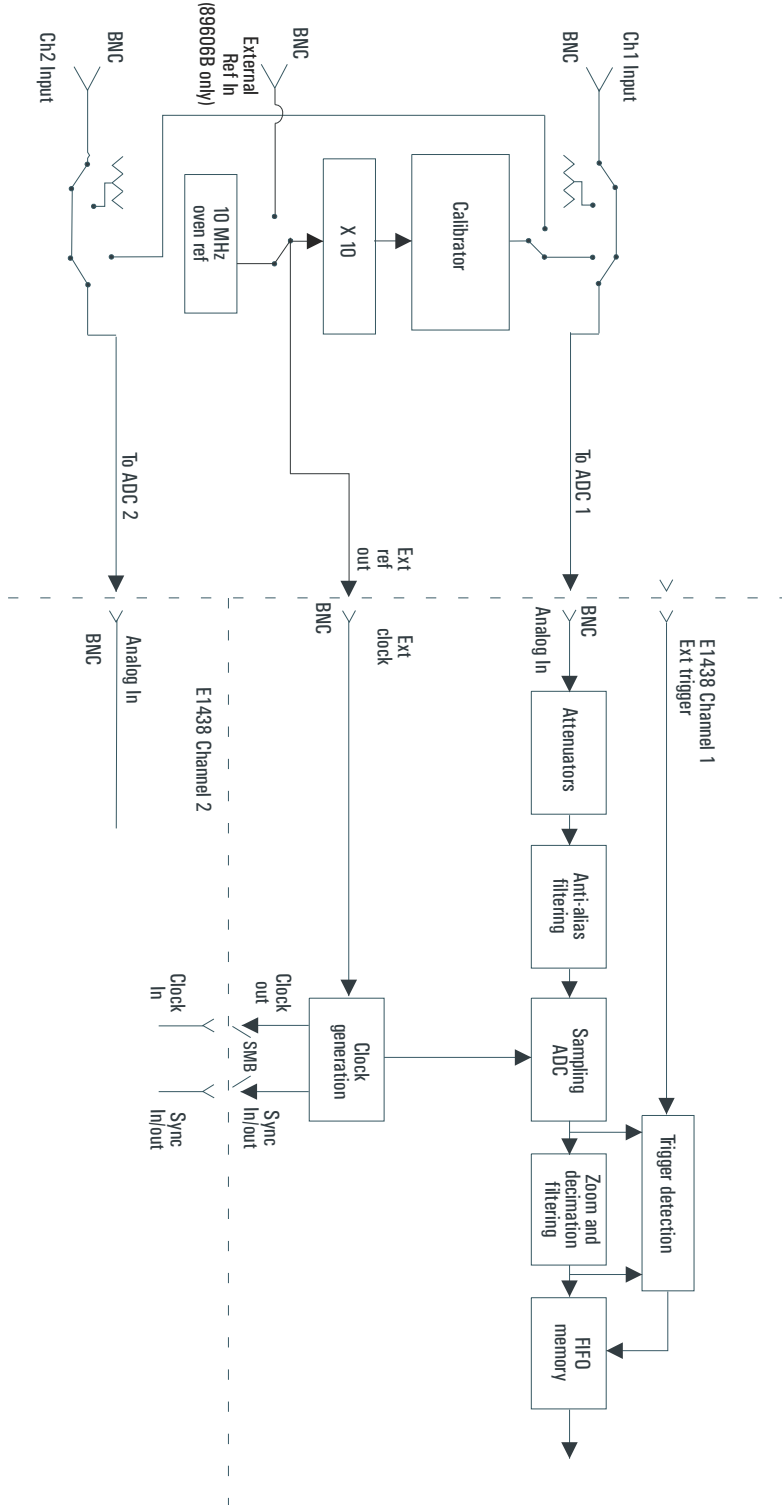 Ch1 Input
BNC
BNC
External
Ref In
(89606B only)
BNC
Ch2 Input
Calibrator
X 10
10 MHz
oven ref
To ADC 1
To ADC 2
Ext
ref
out
E1438 Channel 1
Ext trigger
BNC
Analog In
Ext
clock
BNC
Analog In
BNC
E1438 Channel 2
Attenuators
Anti-alias
filtering
Sampling
ADC
Zoom and
decimation
filtering
FIFO
memory
Trigger detection
Clock
generation
Clock
out
SMB
Sync
In/out
Clock
In
Sync
In/out